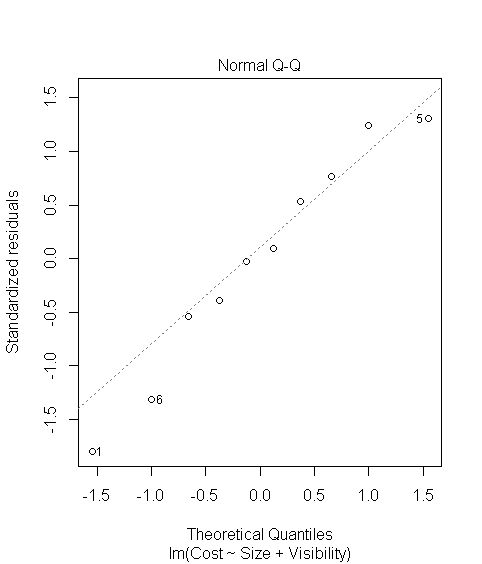 Normal Q-Q
Standardized residuals
1.5
1.0
0.5
0.0
-0.5
-1.0
-1.5
5
6
1
-1.5 -1.0 -0.5 0.0 0.5 1.0 1.5
Theoretical Quantiles
lm(Cost ~ Size + Visibility)